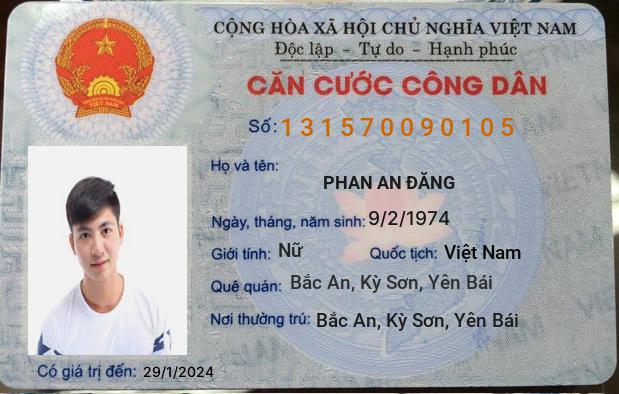 CỘNG HÒA XÃ HỘI CHỦ NGHĨA VIỆT NAM
Độc lập - Tự do - Hạnh phúc
CĂN CƯỚC CÔNG DÂN
Số: 131570090105
Họ và tên:
PHAN AN ĐĂNG
Ngày, tháng, năm sinh: 9/2/1974
Giới tính: Nữ Quốc tịch: Việt Nam
Quê quán: Bắc An, Kỳ Sơn, Yên Bái
Nơi thường trú: Bắc An, Kỳ Sơn, Yên Bái
Có giá trị đến: 29/1/2024
VIỆT NAM